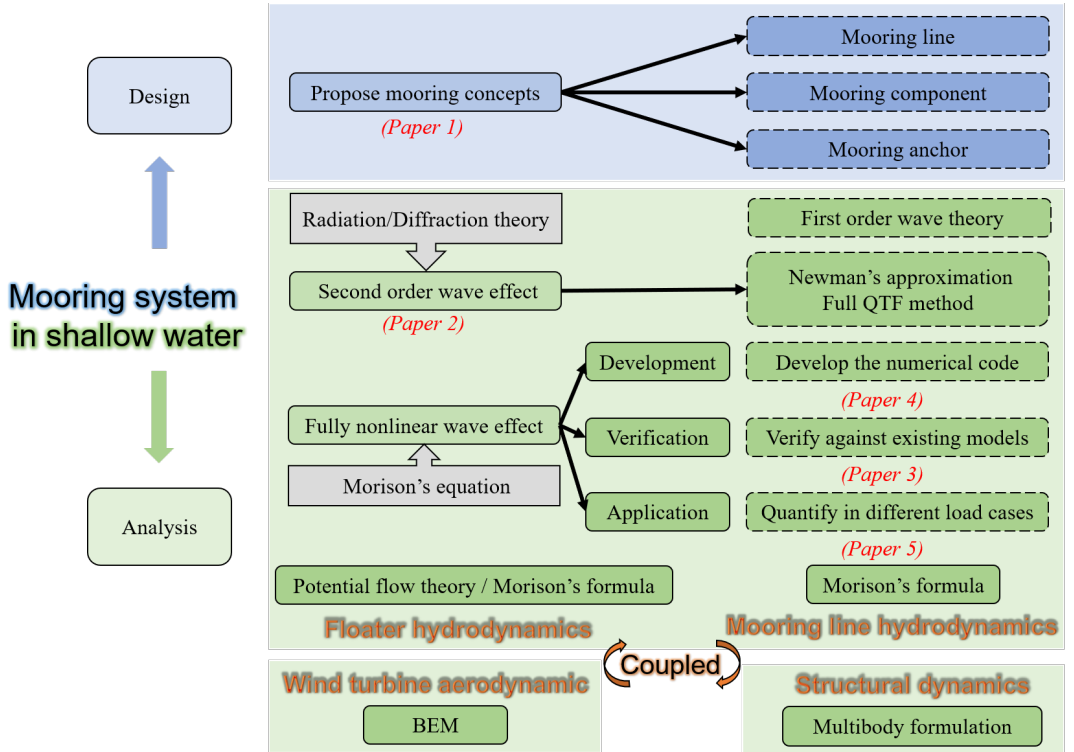 Design
Propose mooring concepts
(Paper 1)
Mooring line
Mooring component
Mooring anchor
Mooring system
in shallow water
Analysis
Radiation/Diffraction theory
First order wave theory
Second order wave effect
(Paper 2)
Newman's approximation
Full QTF method
Fully nonlinear wave effect
Morison's equation
Development
Develop the numerical code
(Paper 4)
Verification
Verify against existing models
(Paper 3)
Application
Quantify in different load cases
(Paper 5)
Potential flow theory / Morison's formula
Morison's formula
Floater hydrodynamics
Mooring line hydrodynamics
Coupled
Wind turbine aerodynamic
BEM
Structural dynamics
Multibody formulation